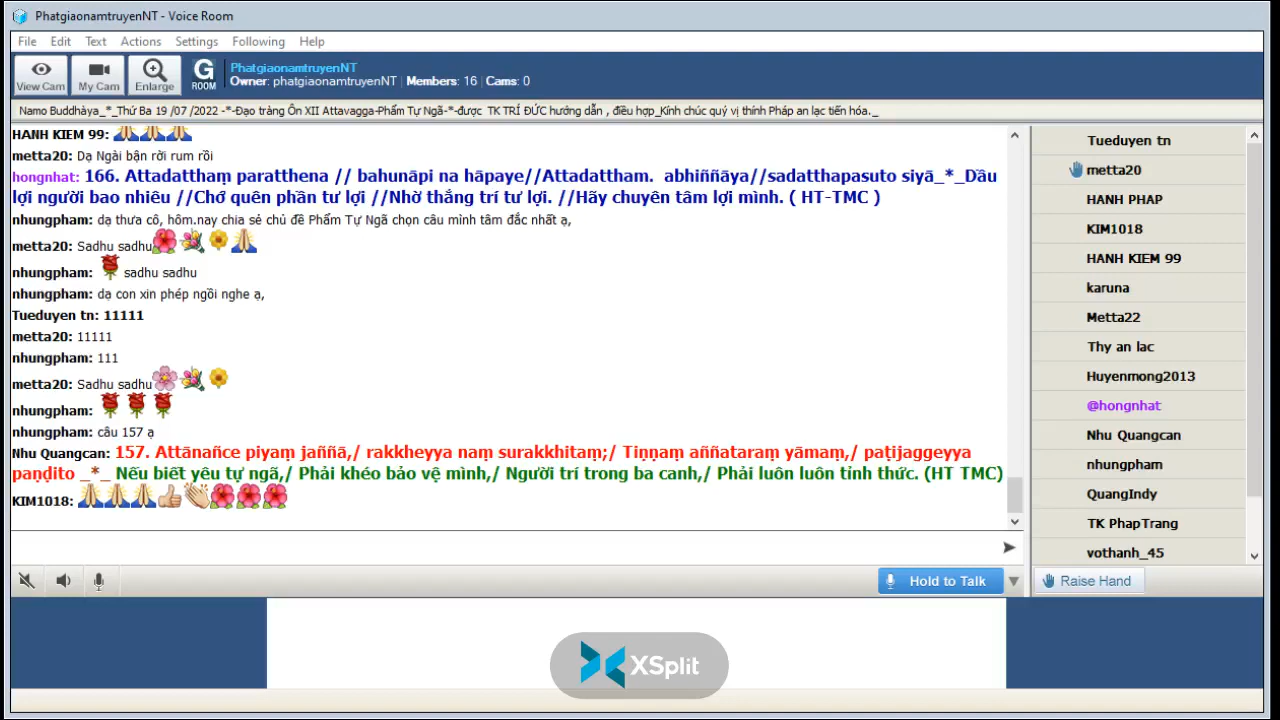 PhatgiaonamtruyenNT - Voice Room
File Edit Text Actions Settings Following Help
View Cam My Cam Enlarge G ROOM
PhatgiaonamtruyenNT
Owner: phatgiaonamtruyenNT | Members: 16 | Cams: 0
Namo Buddhàya_*_Thứ Ba 19 /07 /2022 -*-Đạo tràng Ôn XII Attavagga-Phẩm Tự Ngã-*-được TK TRÍ ĐỨC hướng dẫn , điều hợp_Kính chúc quý vị thính Pháp an lạc tiến hóa._
HANH KIEM 99:
metta20: Dạ Ngài bận rời rum rồi
hongnhat: 166. Attadatthaṃ paratthena // bahunāpi na hāpaye//Attadattham. abhiññāya//sadatthapasuto siyā_*_Dầu
lợi người bao nhiêu //Chớ quên phần tư lợi //Nhờ thắng trí tư lợi. //Hãy chuyên tâm lợi mình. ( HT-TMC )
nhungpham: dạ thưa cô, hôm.nay chia sẻ chủ đề Phẩm Tự Ngã chọn câu mình tâm đắc nhất ạ,
metta20: Sadhu sadhu
nhungpham: sadhu sadhu
nhungpham: dạ con xin phép ngồi nghe ạ,
Tueduyen tn: 11111
metta20: 11111
nhungpham: 111
metta20: Sadhu sadhu
nhungpham:
nhungpham: câu 157 ạ
Nhu Quangcan: 157. Attānañce piyaṃ jaññā,/ rakkheyya naṃ surakkhitaṃ;/ Tiṇṇaṃ aññataraṃ yāmaṃ,/ paṭijaggeyya
paṇḍito _*_Nếu biết yêu tự ngã,/ Phải khéo bảo vệ mình,/ Người trí trong ba canh,/ Phải luôn luôn tỉnh thức. (HT TMC)
KIM1018:
Tueduyen tn
metta20
HANH PHAP
KIM1018
HANH KIEM 99
karuna
Metta22
Thy an lac
Huyenmong2013
@hongnhat
Nhu Quangcan
nhungpham
QuangIndy
TK PhapTrang
vothanh_45
Hold to Talk
Raise Hand
XSplit